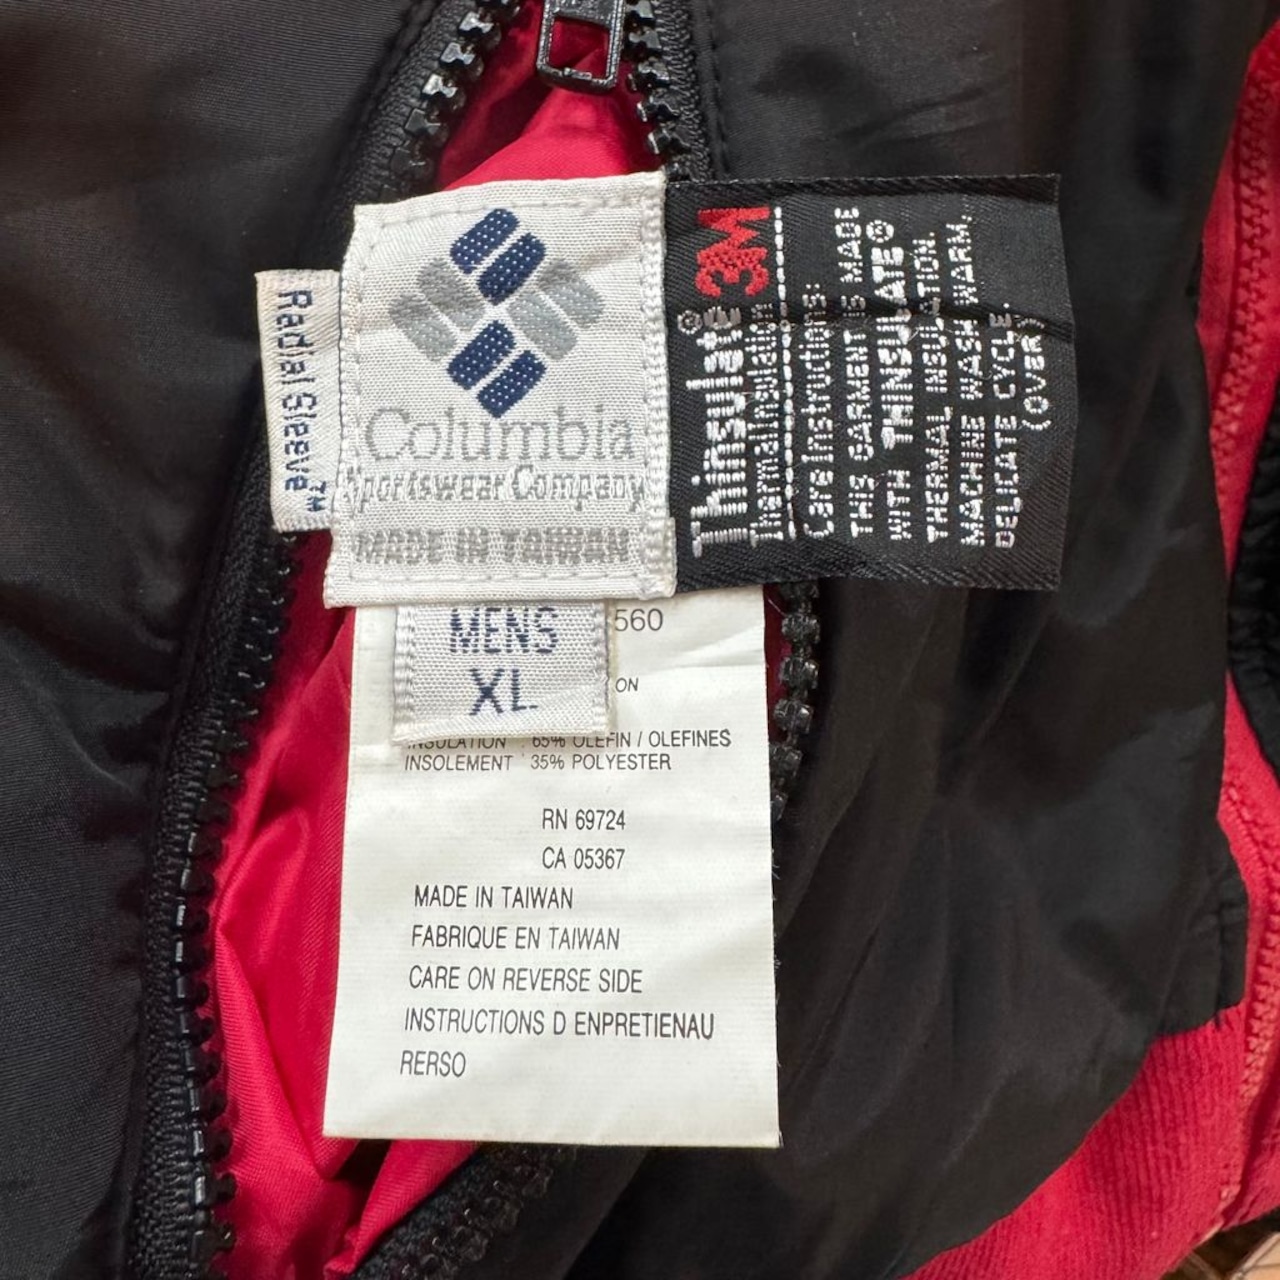 Radial Sleeve™
Columbia
Sportswear Company
MADE IN TAIWAN
3M
Thinsulate®
Thermal Insulation
Care Instructions:
THIS GARMENT IS MADE
WITH THINSULATE®
THERMAL INSULATION.
MACHINE WASH WARM.
DELICATE CYCLE.
(OVER)
MENS
XL
560
ON
INSULATION : 65% OLEFIN / OLEFINES
INSOLEMENT 35% POLYESTER
RN 69724
CA 05367
MADE IN TAIWAN
FABRIQUE EN TAIWAN
CARE ON REVERSE SIDE
INSTRUCTIONS D ENPRETIENAU
RERSO